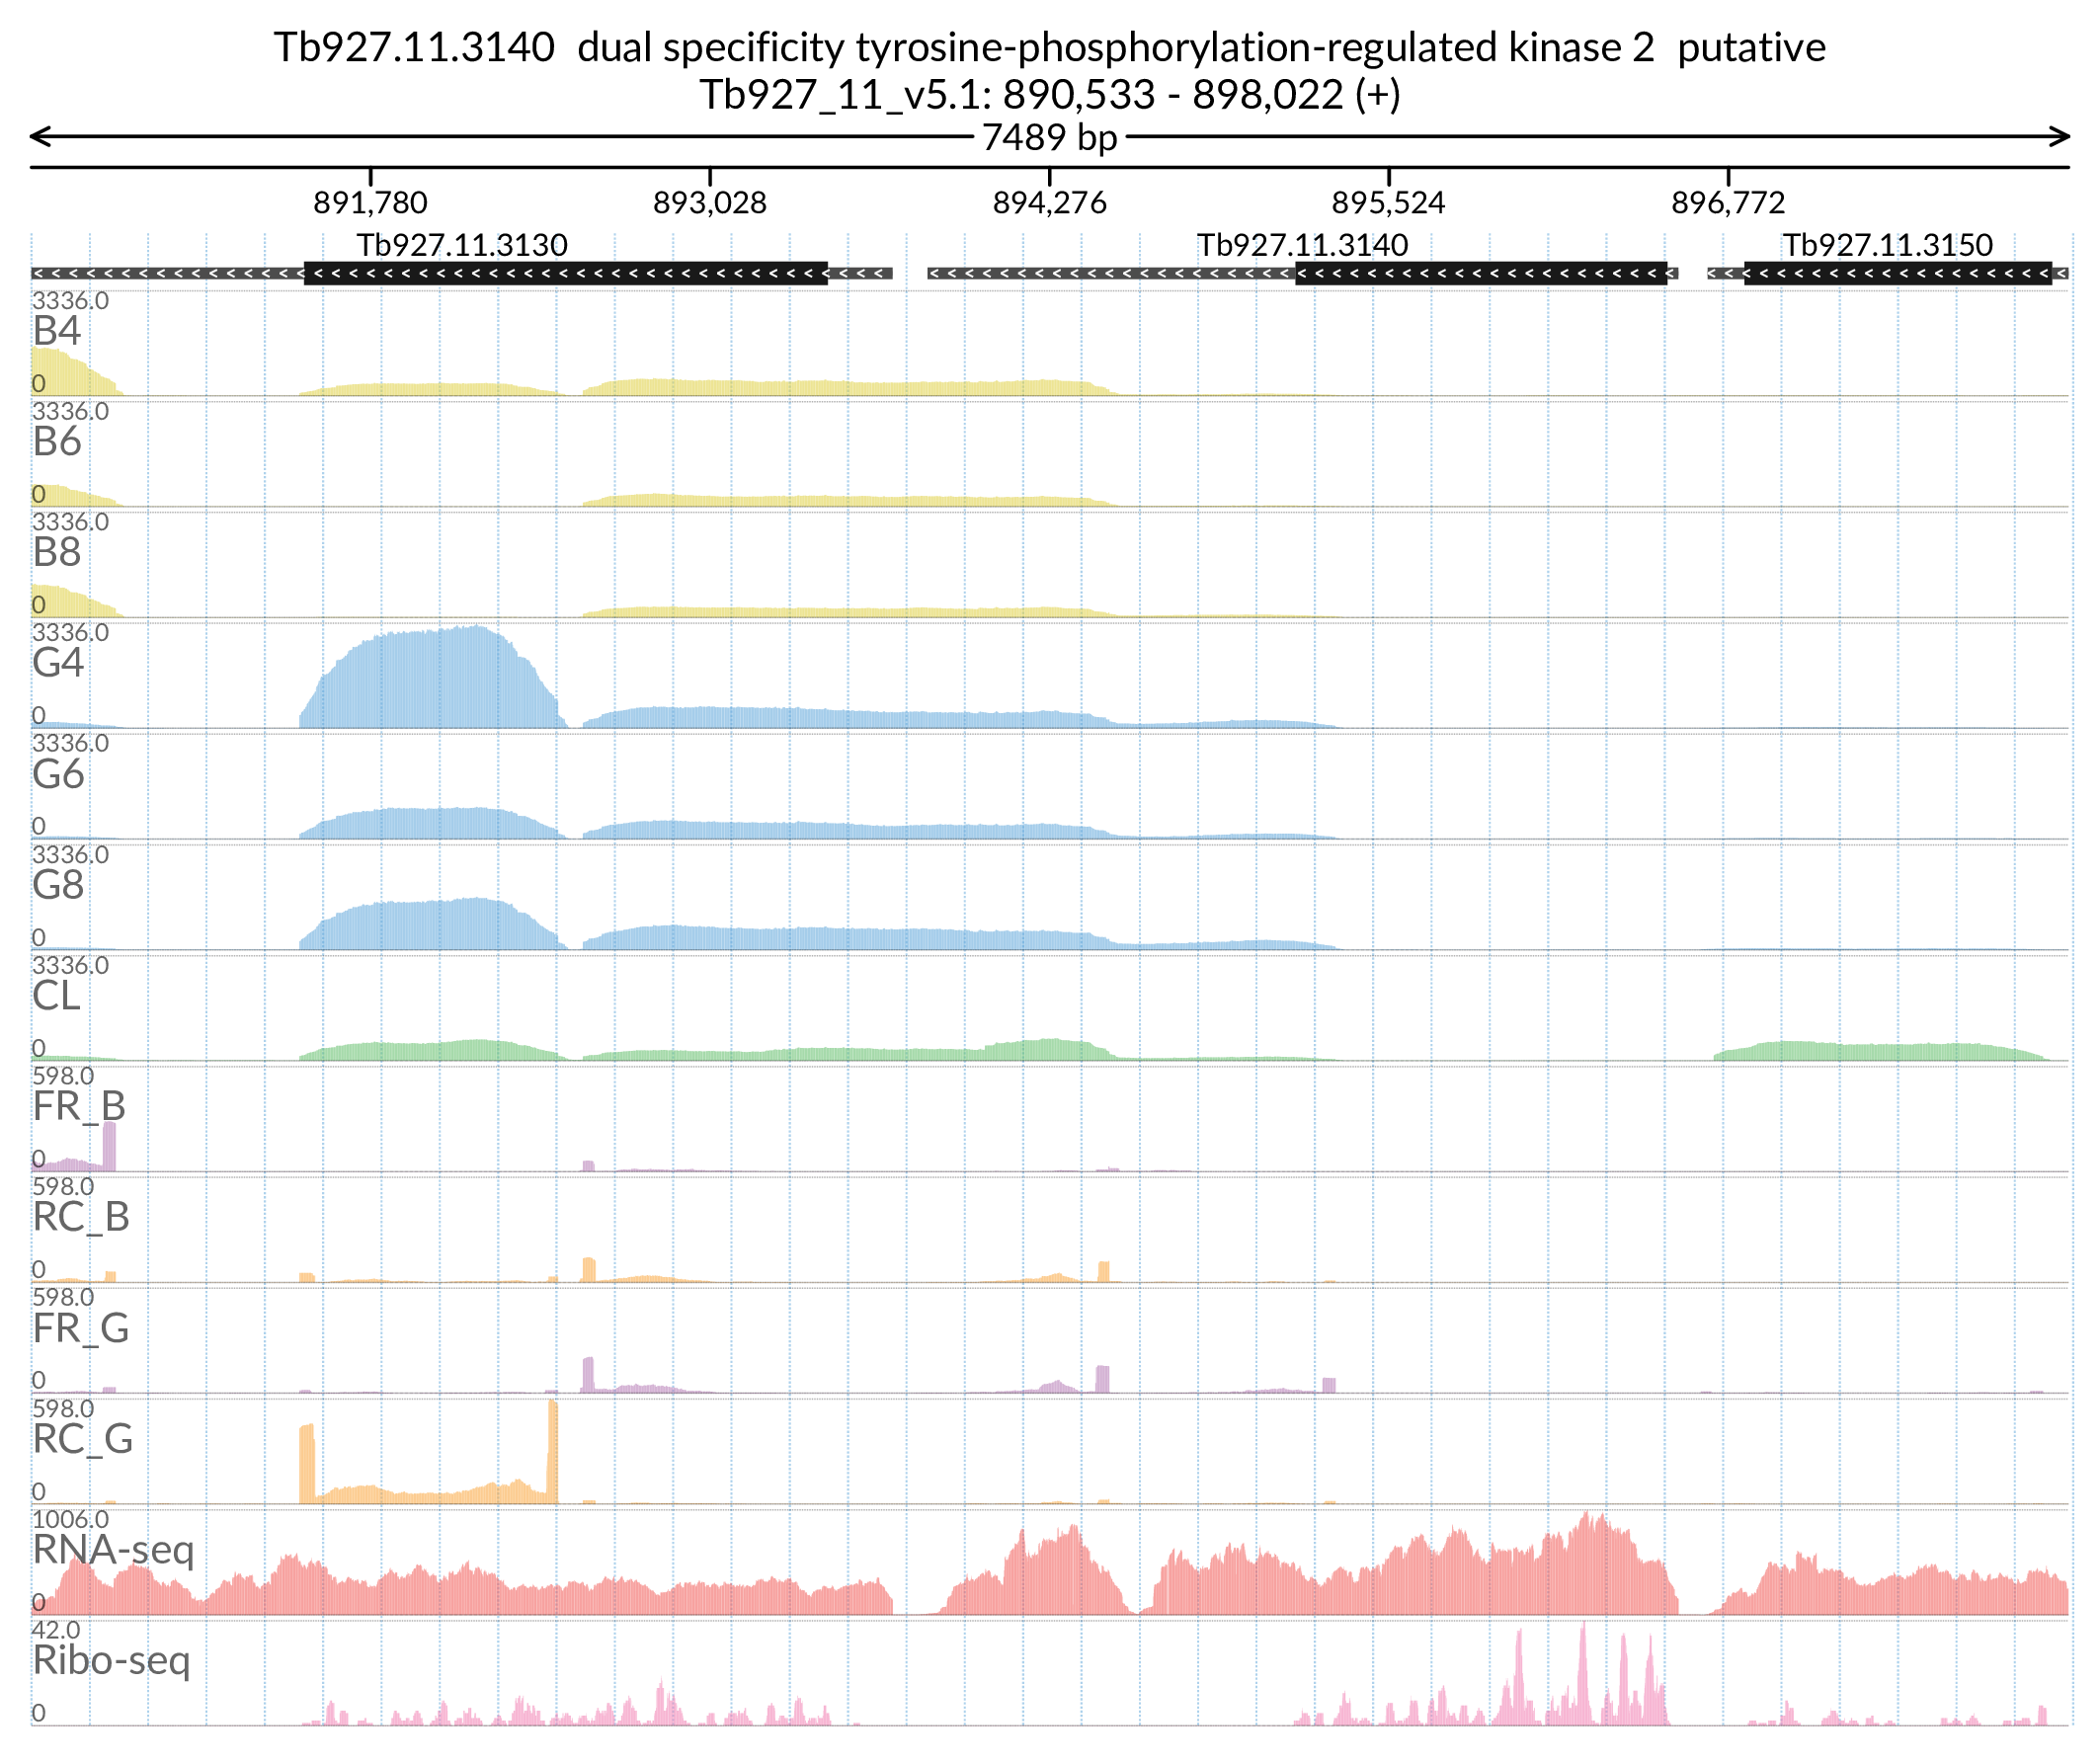 Tb927.11.3140  dual specificity tyrosine-phosphorylation-regulated kinase 2  putative
Tb927_11_v5.1: 890,533 - 898,022 (+)
7489 bp
891,780 893,028 894,276 895,524 896,772
Tb927.11.3130 Tb927.11.3140 Tb927.11.3150
3336.0
B4
0
3336.0
B6
0
3336.0
B8
0
3336.0
G4
0
3336.0
G6
0
3336.0
G8
0
3336.0
CL
0
598.0
FR_B
0
598.0
RC_B
0
598.0
FR_G
0
598.0
RC_G
0
1006.0
RNA-seq
0
42.0
Ribo-seq
0